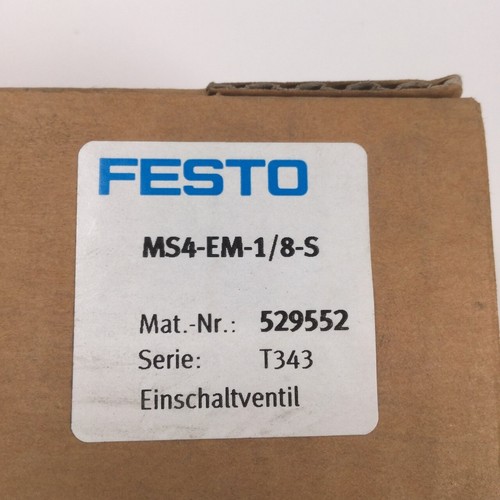 FESTO
MS4-EM-1/8-S
Mat.-Nr.: 529552
Serie: T343
Einschaltventil